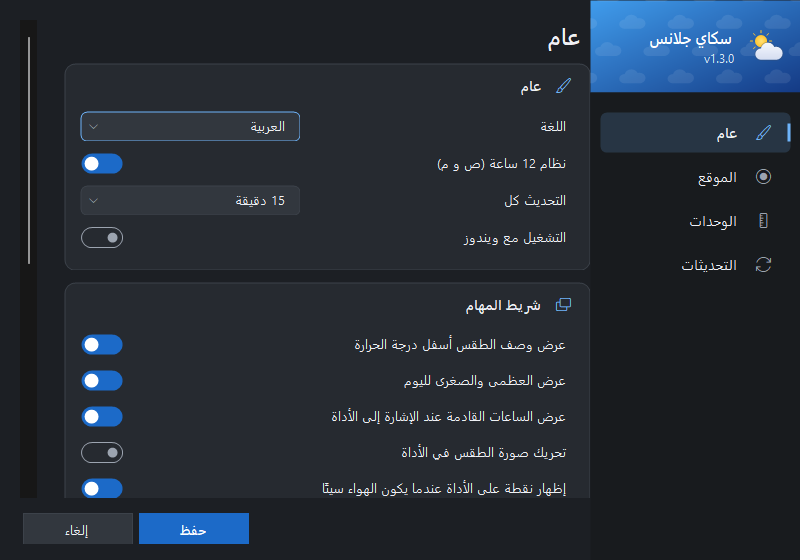 سكاي جلانس
v1.3.0
عام
الموقع
الوحدات
التحديثات
عام
عام
اللغة
العربية
نظام 12 ساعة (ص و م)
التحديث كل
15 دقيقة
التشغيل مع ويندوز
شريط المهام
عرض وصف الطقس أسفل درجة الحرارة
عرض العظمى والصغرى لليوم
عرض الساعات القادمة عند الإشارة إلى الأداة
تحريك صورة الطقس في الأداة
إظهار نقطة على الأداة عندما يكون الهواء سيئًا
حفظ
إلغاء